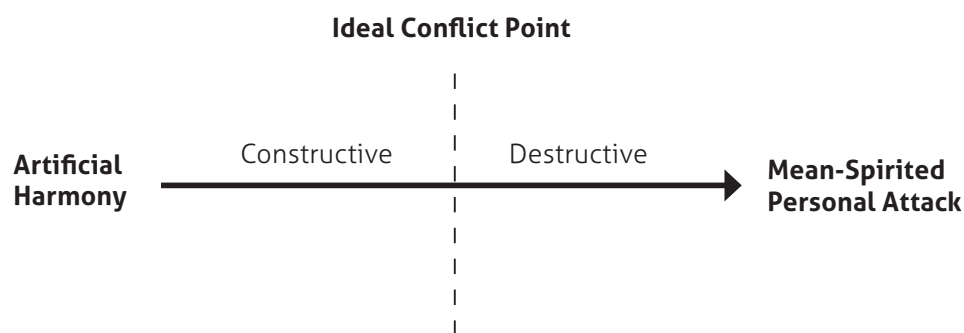 Ideal Conflict Point
Constructive
Destructive
Artificial
Harmony
Mean-Spirited
Personal Attack